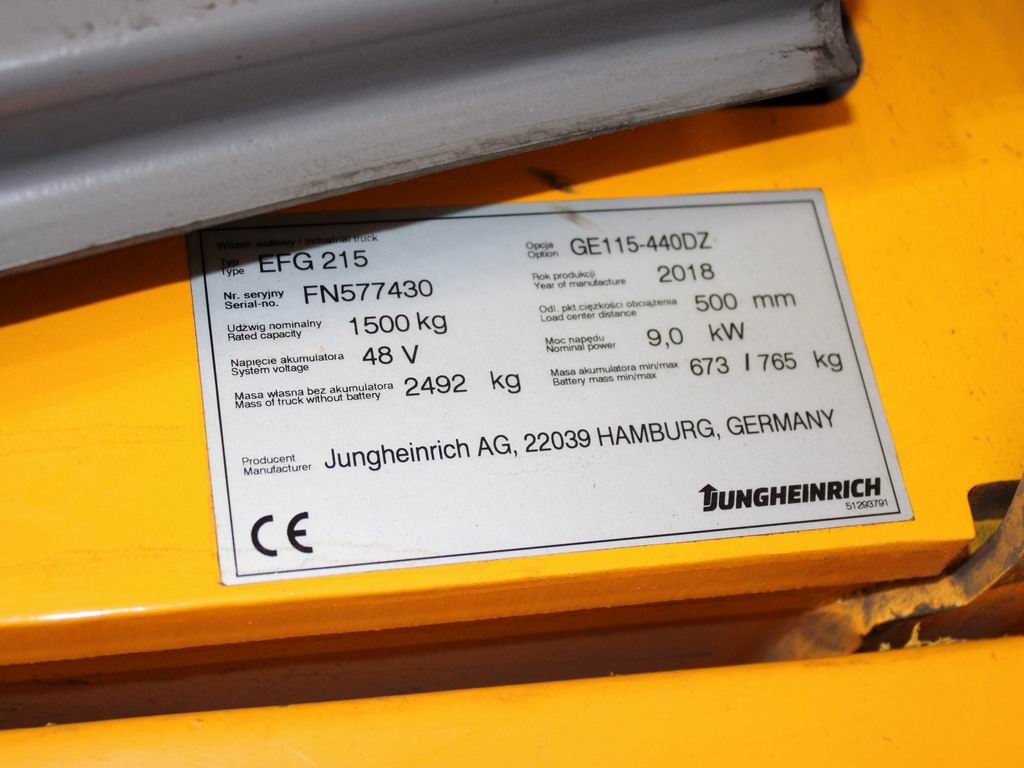 Wózek widłowy / Industrial truck
Typ
Type EFG 215
Opcja
Option GE115-440DZ
Nr. seryjny
Serial-no. FN577430
Rok produkcji
Year of manufacture 2018
Udźwig nominalny
Rated capacity 1500 kg
Odl. pkt.ciężkości obciążenia
Load center distance 500 mm
Napięcie akumulatora
System voltage 48 V
Moc napędu
Nominal power 9,0 kW
Masa własna bez akumulatora
Mass of truck without battery 2492 kg
Masa akumulatora min/max
Battery mass min/max 673 / 765 kg
Producent
Manufacturer Jungheinrich AG, 22039 HAMBURG, GERMANY
JUNGHEINRICH
51293791
CE